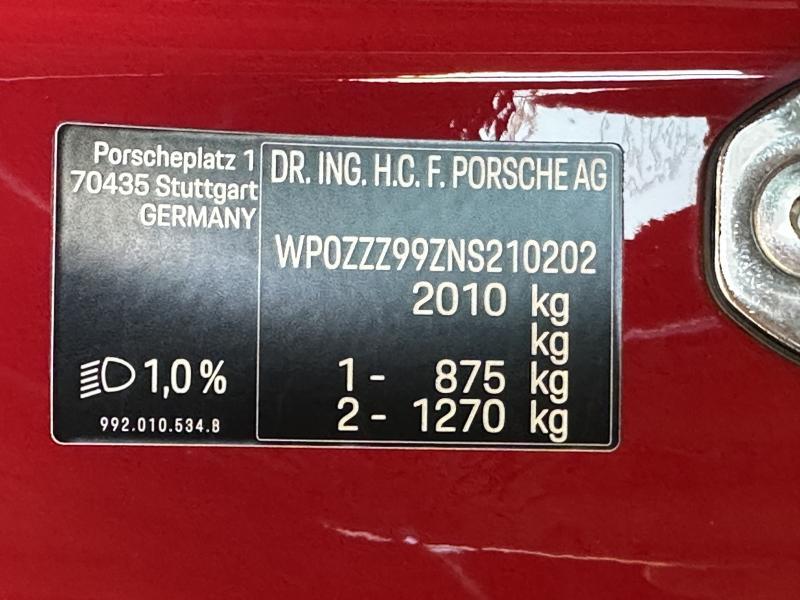 Porscheplatz 1
70435 Stuttgart
GERMANY
1,0 %
992.010.534.B
DR. ING. H.C. F. PORSCHE AG
WP0ZZZ99ZNS210202
2010 kg
kg
1 - 875 kg
2 - 1270 kg